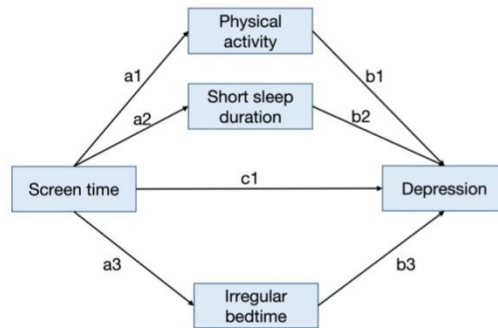 Physical
activity
a1
b1
Short sleep
duration
a2
b2
Screen time
c1
Depression
a3
b3
Irregular
bedtime